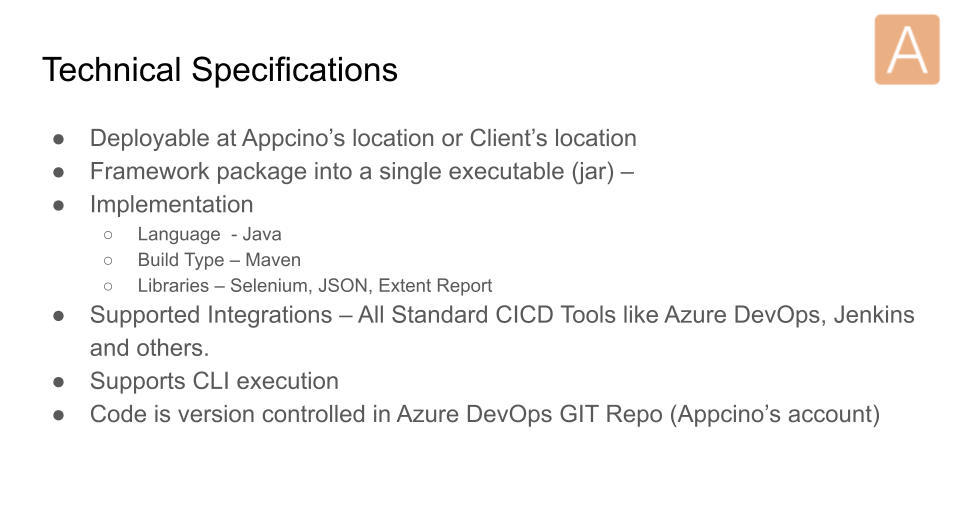 A
Technical Specifications
● Deployable at Appcino’s location or Client’s location
● Framework package into a single executable (jar) –
● Implementation
○ Language  - Java
○ Build Type – Maven
○ Libraries – Selenium, JSON, Extent Report
● Supported Integrations – All Standard CICD Tools like Azure DevOps, Jenkins
and others.
● Supports CLI execution
● Code is version controlled in Azure DevOps GIT Repo (Appcino’s account)